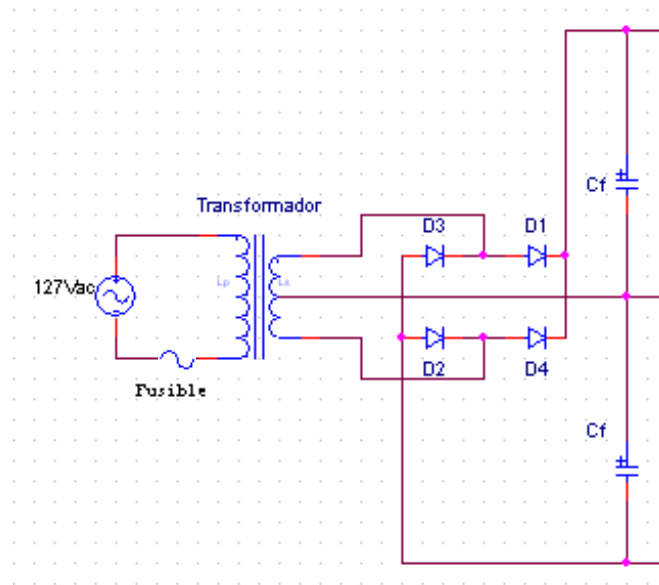 Cf
Transformador
D3 D1
127Vac
Lp Ls
D2 D4
Fusible
Cf